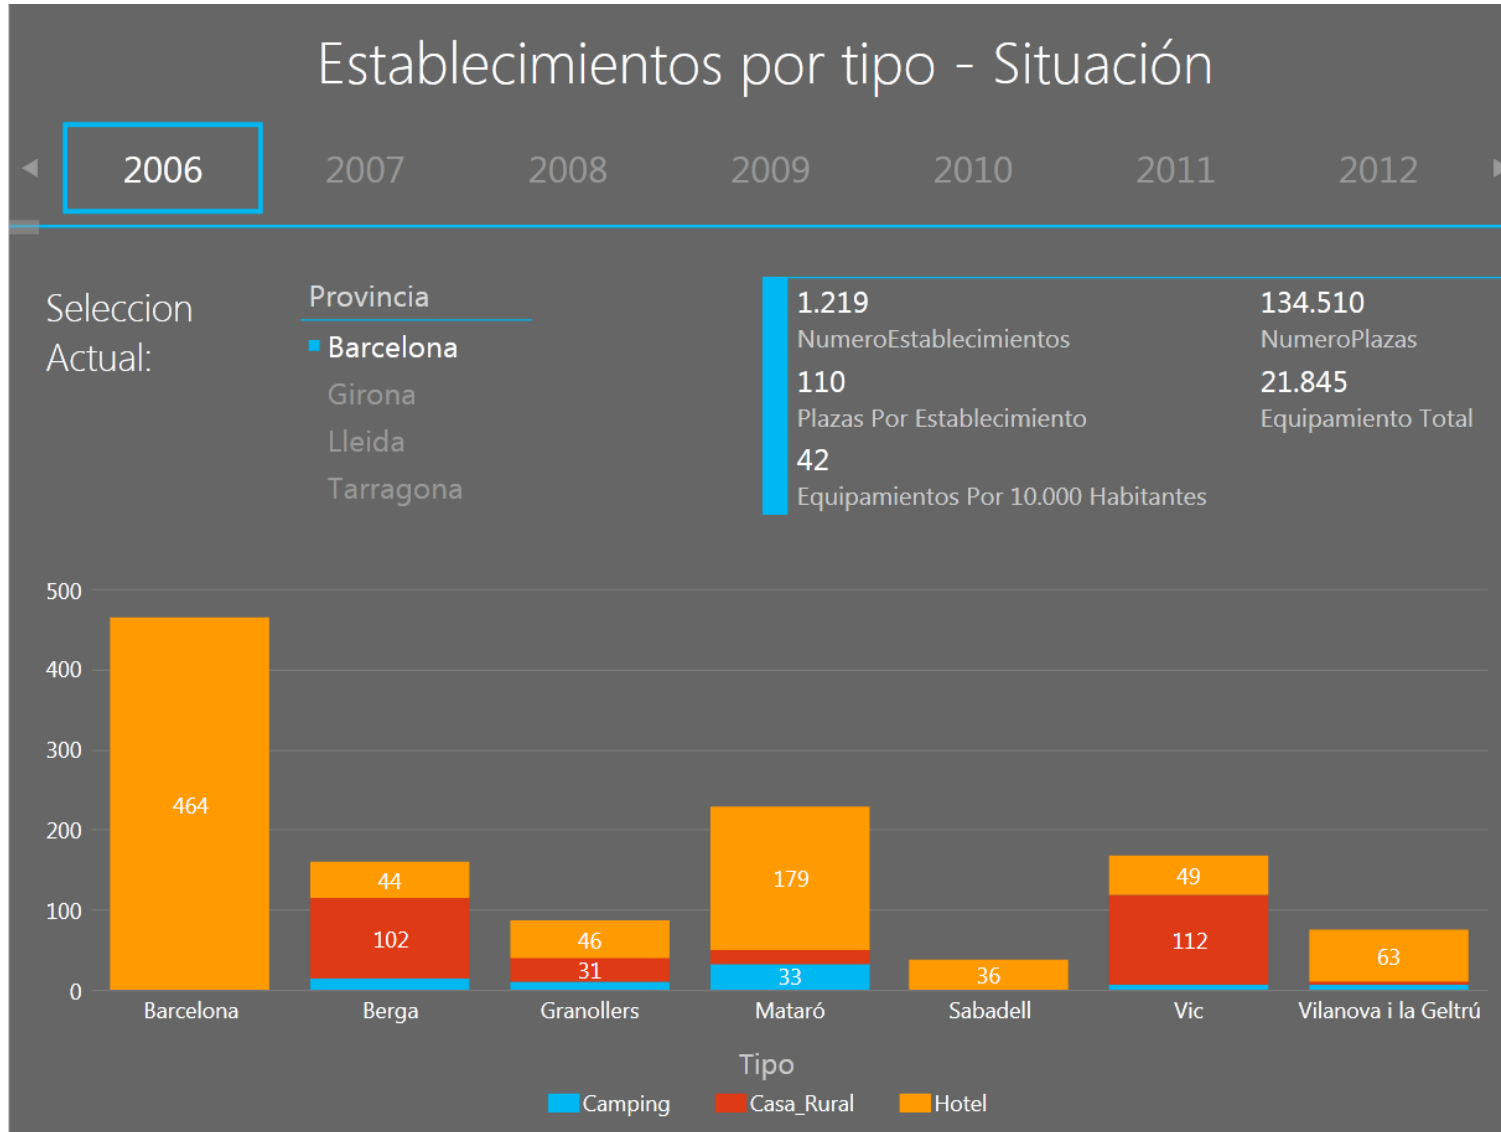 Establecimientos por tipo - Situación
2006 2007 2008 2009 2010 2011 2012
Seleccion
Actual:
Provincia
Barcelona
Girona
Lleida
Tarragona
1.219 134.510
NumeroEstablecimientos NumeroPlazas
110 21.845
Plazas Por Establecimiento Equipamiento Total
42
Equipamientos Por 10.000 Habitantes
500
400
300
200
100
0
464
44
102
46
31
179
33
36
49
112
63
Barcelona Berga Granollers Mataró Sabadell Vic Vilanova i la Geltrú
Tipo
Camping Casa_Rural Hotel